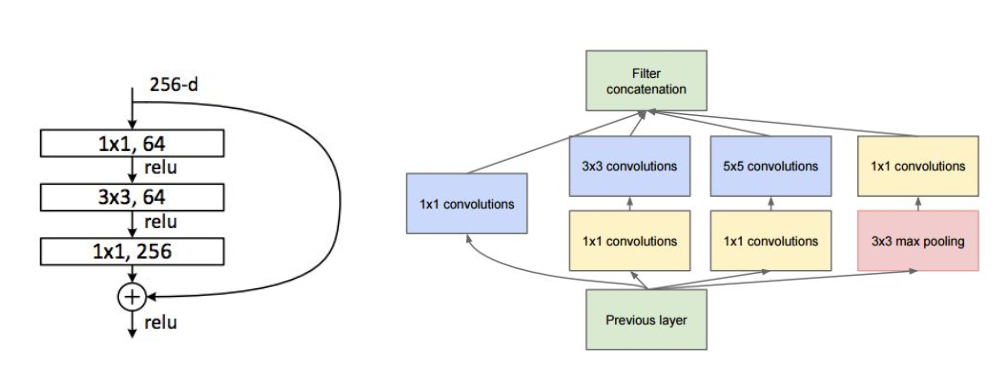 256-d
1x1, 64
relu
3x3, 64
relu
1x1, 256
+
relu
Filter
concatenation
1x1 convolutions
3x3 convolutions
5x5 convolutions
1x1 convolutions
1x1 convolutions
1x1 convolutions
3x3 max pooling
Previous layer